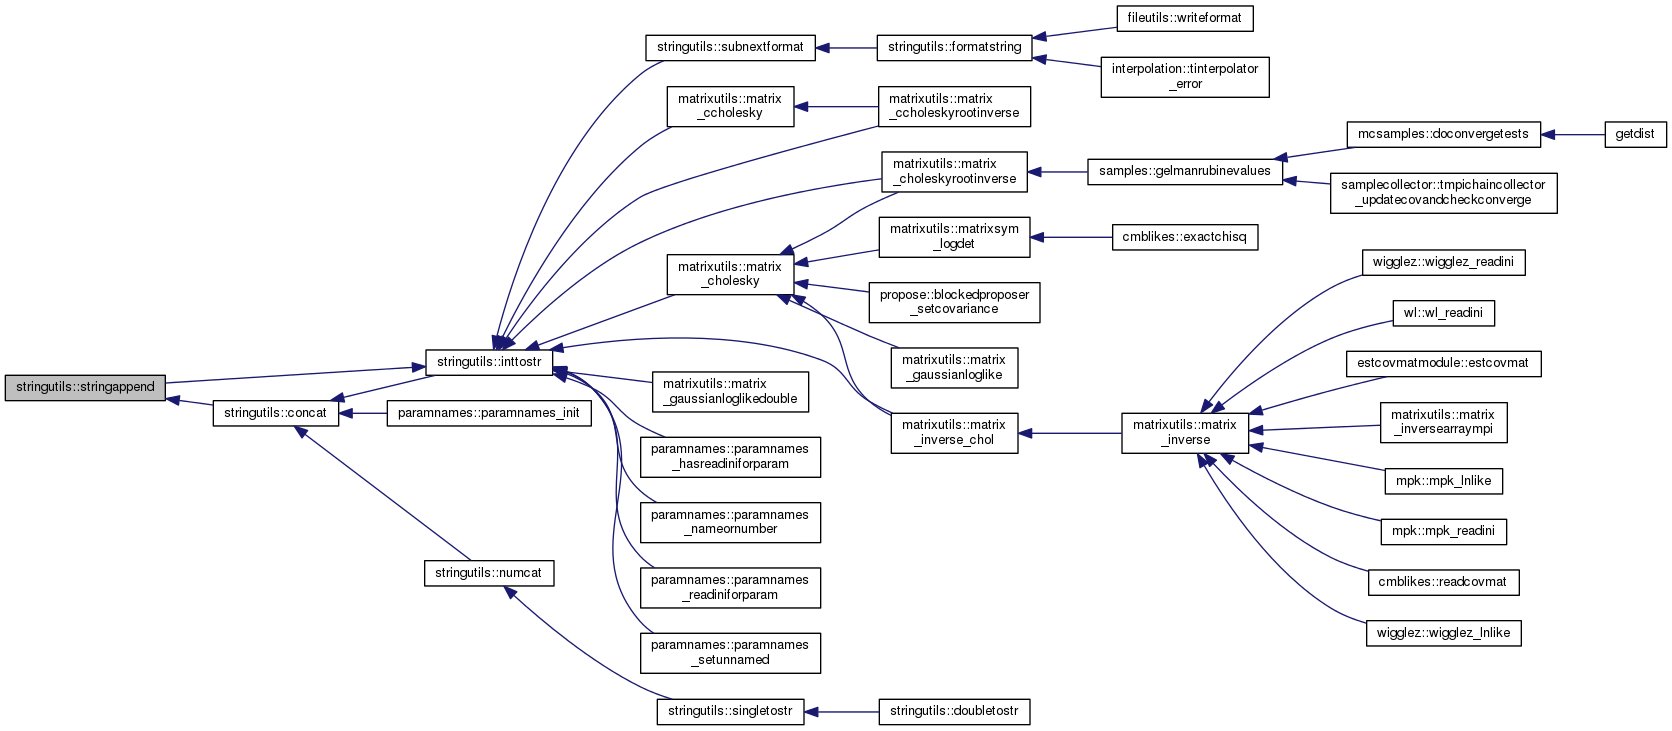 fileutils::writeformat
stringutils::subnextformat
stringutils::formatstring
interpolation::tinterpolator
_error
matrixutils::matrix
_ccholesky
matrixutils::matrix
_ccholeskyrootinverse
mcsamples::doconvergetests
getdist
matrixutils::matrix
_choleskyrootinverse
samples::gelmanrubinevalues
samplecollector::tmpichaincollector
_updatecovandcheckconverge
matrixutils::matrixsym
_logdet
cmblikes::exactchisq
matrixutils::matrix
_cholesky
wigglez::wigglez_readini
propose::blockedproposer
_setcovariance
wl::wl_readini
stringutils::inttostr
matrixutils::matrix
_gaussianloglike
estcovmatmodule::estcovmat
stringutils::stringappend
matrixutils::matrix
_gaussianloglikedouble
stringutils::concat
paramnames::paramnames_init
matrixutils::matrix
_inverse_chol
matrixutils::matrix
_inverse
matrixutils::matrix
_inversearraympi
paramnames::paramnames
_hasreadiniforparam
mpk::mpk_lnlike
paramnames::paramnames
_nameornumber
mpk::mpk_readini
stringutils::numcat
paramnames::paramnames
_readiniforparam
cmblikes::readcovmat
paramnames::paramnames
_setunnamed
wigglez::wigglez_lnlike
stringutils::singletostr
stringutils::doubletostr